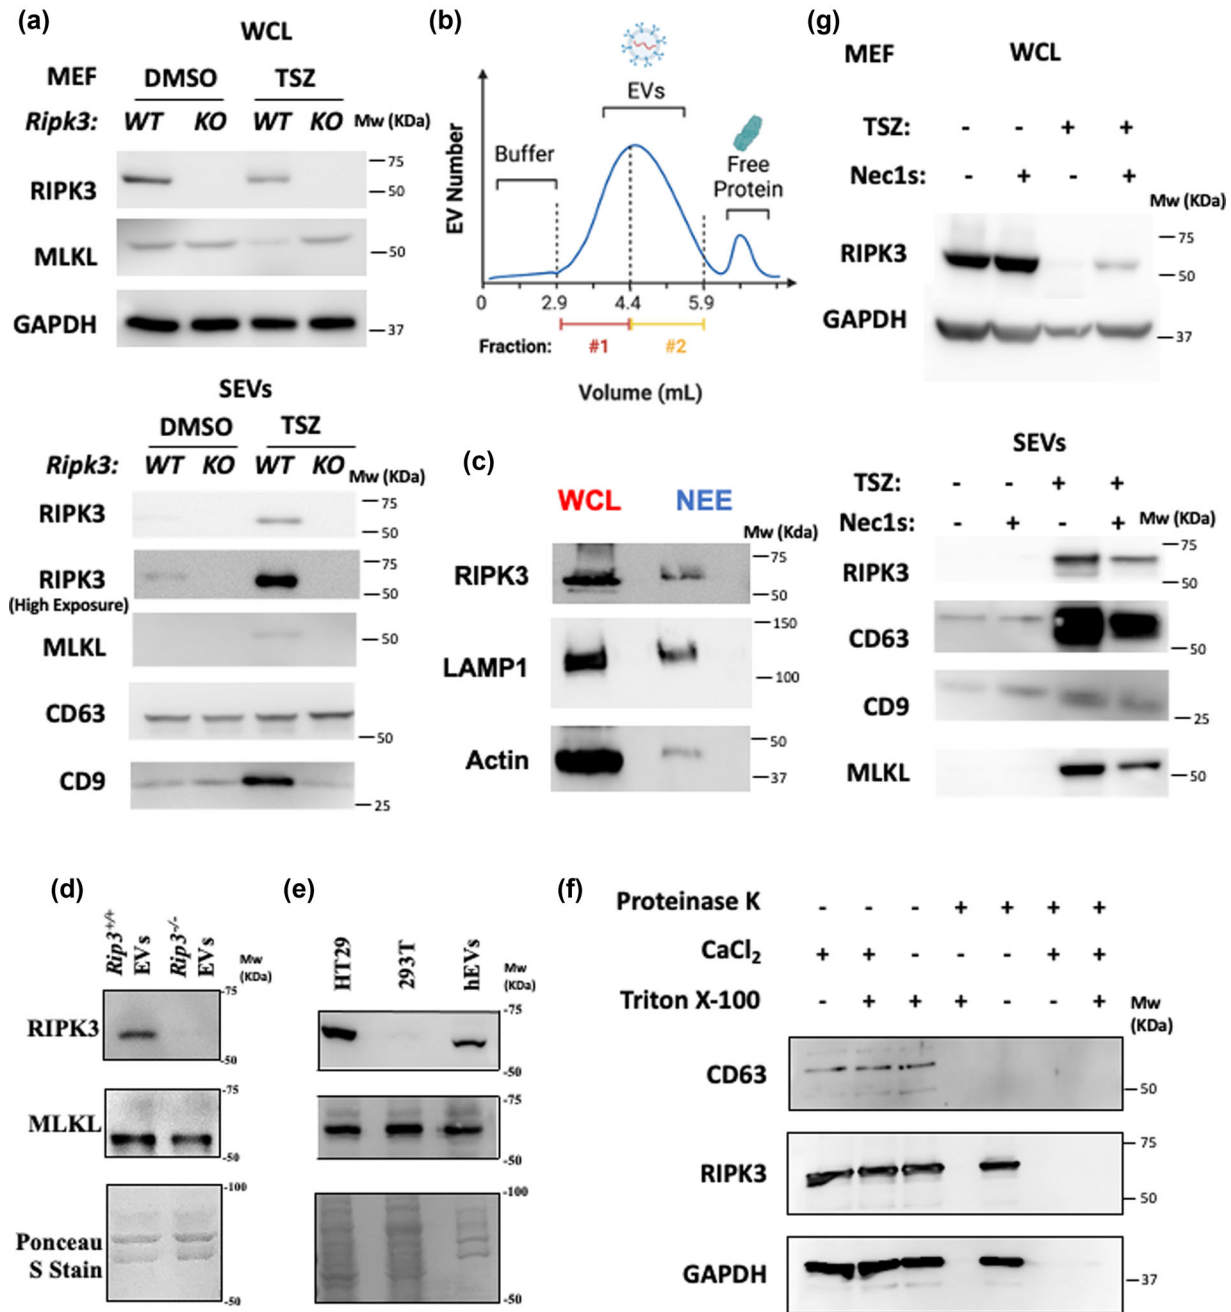 (a)
WCL
MEF DMSO TSZ
Ripk3: WT KO WT KO Mw (KDa)
RIPK3
75
50
MLKL
50
GAPDH
37
SEVs
DMSO TSZ
Ripk3: WT KO WT KO Mw (KDa)
RIPK3
75
50
RIPK3
(High Exposure)
75
50
MLKL
50
CD63
50
CD9
25
(b)
EVs
Buffer
Free
Protein
EV Number
0 2.9 4.4 5.9
Fraction: #1 #2
Volume (mL)
(c)
WCL NEE
Mw (Kda)
RIPK3
75
50
LAMP1
150
100
Actin
50
37
(g)
MEF WCL
TSZ: - - + +
Nec1s: - + - +
Mw (KDa)
RIPK3
75
50
GAPDH
37
SEVs
TSZ: - - + +
Nec1s: - + - + Mw (KDa)
RIPK3
75
50
CD63
50
CD9
25
MLKL
50
(d)
Rip3+/+
EVs
Rip3-/-
EVs
Mw
(KDa)
RIPK3
-75
-50
MLKL
-75
-50
Ponceau
S Stain
-100
-50
(e)
HT29
293T
hEVs
Mw
(KDa)
-75
-50
-75
-50
-100
-50
(f)
Proteinase K - - - + + + +
CaCl2 + + - - - + +
Triton X-100 - + + + - - +
Mw
(KDa)
CD63
50
RIPK3
75
50
GAPDH
37